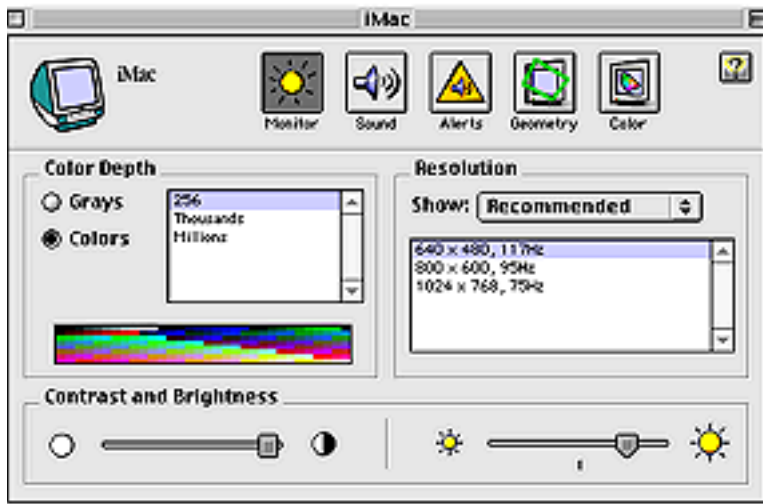 iMac
iMac
Monitor
Sound
Alerts
Geometry
Color
Color Depth
Grays
Colors
256
Thousands
Millions
Resolution
Show: Recommended
640 x 480, 117Hz
800 x 600, 95Hz
1024 x 768, 75Hz
Contrast and Brightness